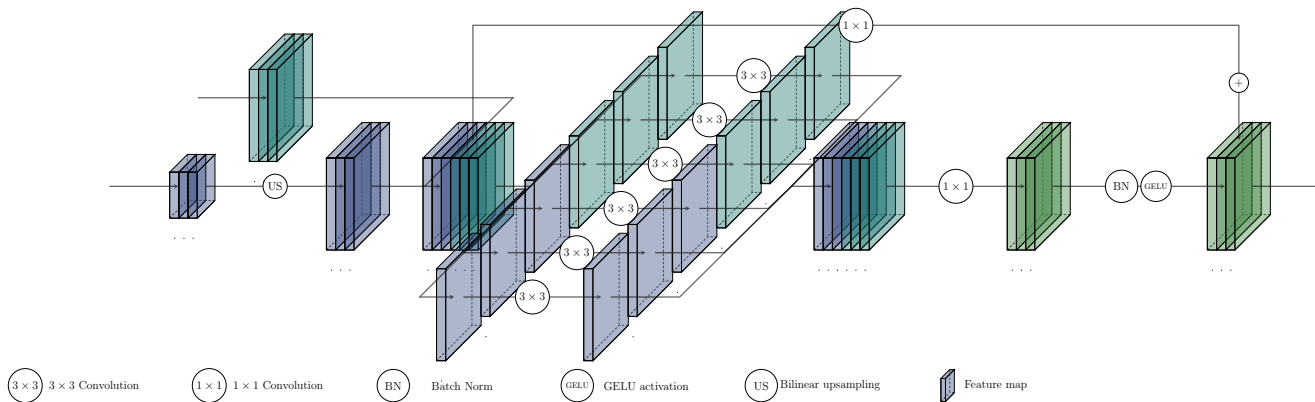 1 × 1
3 × 3
+
3 × 3
3 × 3
US
1 × 1
BN
GELU
3 × 3
3 × 3
3 × 3
3 × 3 3 × 3 Convolution
1 × 1 1 × 1 Convolution
BN Batch Norm
GELU GELU activation
US Bilinear upsampling
Feature map